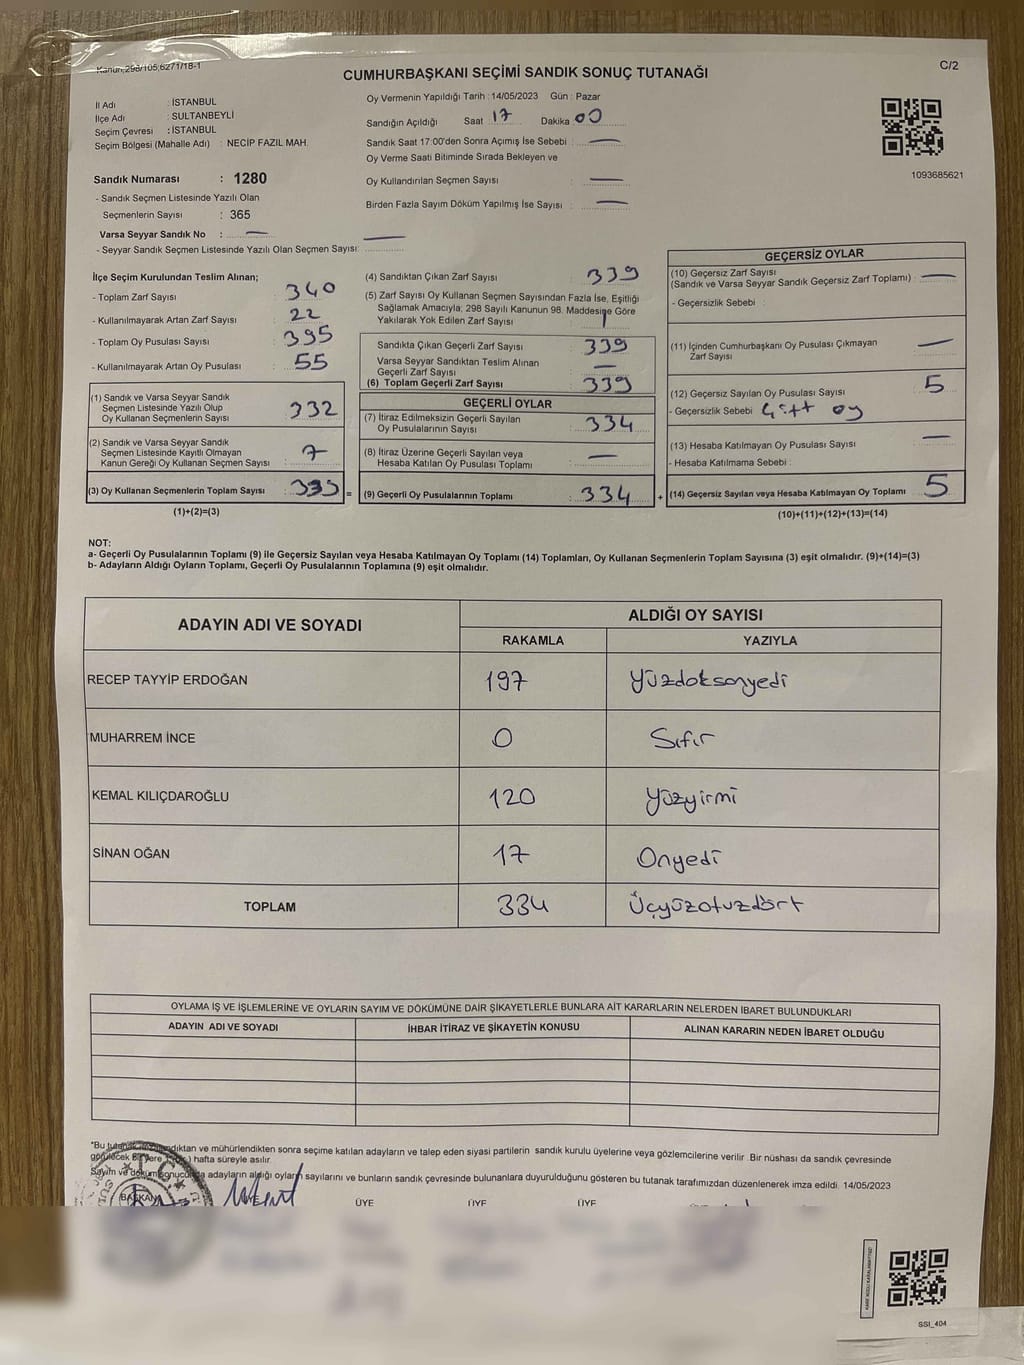 Kanun:298/105;6271/18-1
C/2
CUMHURBAŞKANI SEÇİMİ SANDIK SONUÇ TUTANAĞI
İl Adı : İSTANBUL
İlçe Adı : SULTANBEYLİ
Seçim Çevresi : İSTANBUL
Seçim Bölgesi (Mahalle Adı) : NECİP FAZIL MAH.
Sandık Numarası : 1280
- Sandık Seçmen Listesinde Yazılı Olan
Seçmenlerin Sayısı : 365
Varsa Seyyar Sandık No : —
- Seyyar Sandık Seçmen Listesinde Yazılı Olan Seçmen Sayısı: —
Oy Vermenin Yapıldığı Tarih : 14/05/2023 Gün : Pazar
Sandığın Açıldığı Saat : 17 Dakika 00
Sandık Saat 17:00'den Sonra Açımış İse Sebebi : —
Oy Verme Saati Bitiminde Sırada Bekleyen ve
Oy Kullandırılan Seçmen Sayısı : —
Birden Fazla Sayım Döküm Yapılmış İse Sayısı : —
1093685621
İlçe Seçim Kurulundan Teslim Alınan;
- Toplam Zarf Sayısı : 340
- Kullanılmayarak Artan Zarf Sayısı : 22
- Toplam Oy Pusulası Sayısı : 395
- Kullanılmayarak Artan Oy Pusulası : 55
(1) Sandık ve Varsa Seyyar Sandık
Seçmen Listesinde Yazılı Olup
Oy Kullanan Seçmenlerin Sayısı : 332
(2) Sandık ve Varsa Seyyar Sandık
Seçmen Listesinde Kayıtlı Olmayan
Kanun Gereği Oy Kullanan Seçmen Sayısı : 7
(3) Oy Kullanan Seçmenlerin Toplam Sayısı : 339 =
(1)+(2)=(3)
(4) Sandıktan Çıkan Zarf Sayısı : 339
(5) Zarf Sayısı Oy Kullanan Seçmen Sayısından Fazla İse, Eşitliği
Sağlamak Amacıyla, 298 Sayılı Kanunun 98. Maddesine Göre
Yakılarak Yok Edilen Zarf Sayısı :
Sandıkta Çıkan Geçerli Zarf Sayısı : 339
Varsa Seyyar Sandıktan Teslim Alınan
Geçerli Zarf Sayısı : —
(6) Toplam Geçerli Zarf Sayısı : 339
GEÇERLİ OYLAR
(7) İtiraz Edilmeksizin Geçerli Sayılan
Oy Pusulalarının Sayısı : 334
(8) İtiraz Üzerine Geçerli Sayılan veya
Hesaba Katılan Oy Pusulası Toplamı : —
(9) Geçerli Oy Pusulalarının Toplamı : 334 +
GEÇERSİZ OYLAR
(10) Geçersiz Zarf Sayısı
(Sandık ve Varsa Seyyar Sandık Geçersiz Zarf Toplamı) : —
- Geçersizlik Sebebi :
(11) İçinden Cumhurbaşkanı Oy Pusulası Çıkmayan
Zarf Sayısı : —
(12) Geçersiz Sayılan Oy Pusulası Sayısı : 5
- Geçersizlik Sebebi : Çift oy
(13) Hesaba Katılmayan Oy Pusulası Sayısı : —
- Hesaba Katılmama Sebebi :
(14) Geçersiz Sayılan veya Hesaba Katılmayan Oy Toplamı : 5
(10)+(11)+(12)+(13)=(14)
NOT:
a- Geçerli Oy Pusulalarının Toplamı (9) ile Geçersiz Sayılan veya Hesaba Katılmayan Oy Toplamı (14) Toplamları, Oy Kullanan Seçmenlerin Toplam Sayısına (3) eşit olmalıdır. (9)+(14)=(3)
b- Adayların Aldığı Oyların Toplamı, Geçerli Oy Pusulalarının Toplamına (9) eşit olmalıdır.
ADAYIN ADI VE SOYADI ALDIĞI OY SAYISI
RAKAMLA YAZIYLA
RECEP TAYYİP ERDOĞAN 197 Yüzdoksanyedi
MUHARREM İNCE 0 Sıfır
KEMAL KILIÇDAROĞLU 120 Yüzyirmi
SİNAN OĞAN 17 Onyedi
TOPLAM 334 Üçyüzotuzdört
OYLAMA İŞ VE İŞLEMLERİNE VE OYLARIN SAYIM VE DÖKÜMÜNE DAİR ŞİKAYETLERLE BUNLARA AİT KARARLARIN NELERDEN İBARET BULUNDUKLARI
ADAYIN ADI VE SOYADI İHBAR İTİRAZ VE ŞİKAYETİN KONUSU ALINAN KARARIN NEDEN İBARET OLDUĞU
*Bu ve mühürlendikten sonra seçime katılan adayların ve talep eden siyasi partilerin sandık kurulu üyelerine veya gözlemcilerine verilir. Bir nüshası da sandık çevresinde
hafta süreyle asılır.
Sayım ve döküm sonucunda adayların aldığı oyların sayılarını ve bunların sandık çevresinde bulunanlara duyurulduğunu gösteren bu tutanak tarafımızdan düzenlenerek imza edildi. 14/05/2023
BAŞKAN ÜYE ÜYE ÜYE
SSI_404